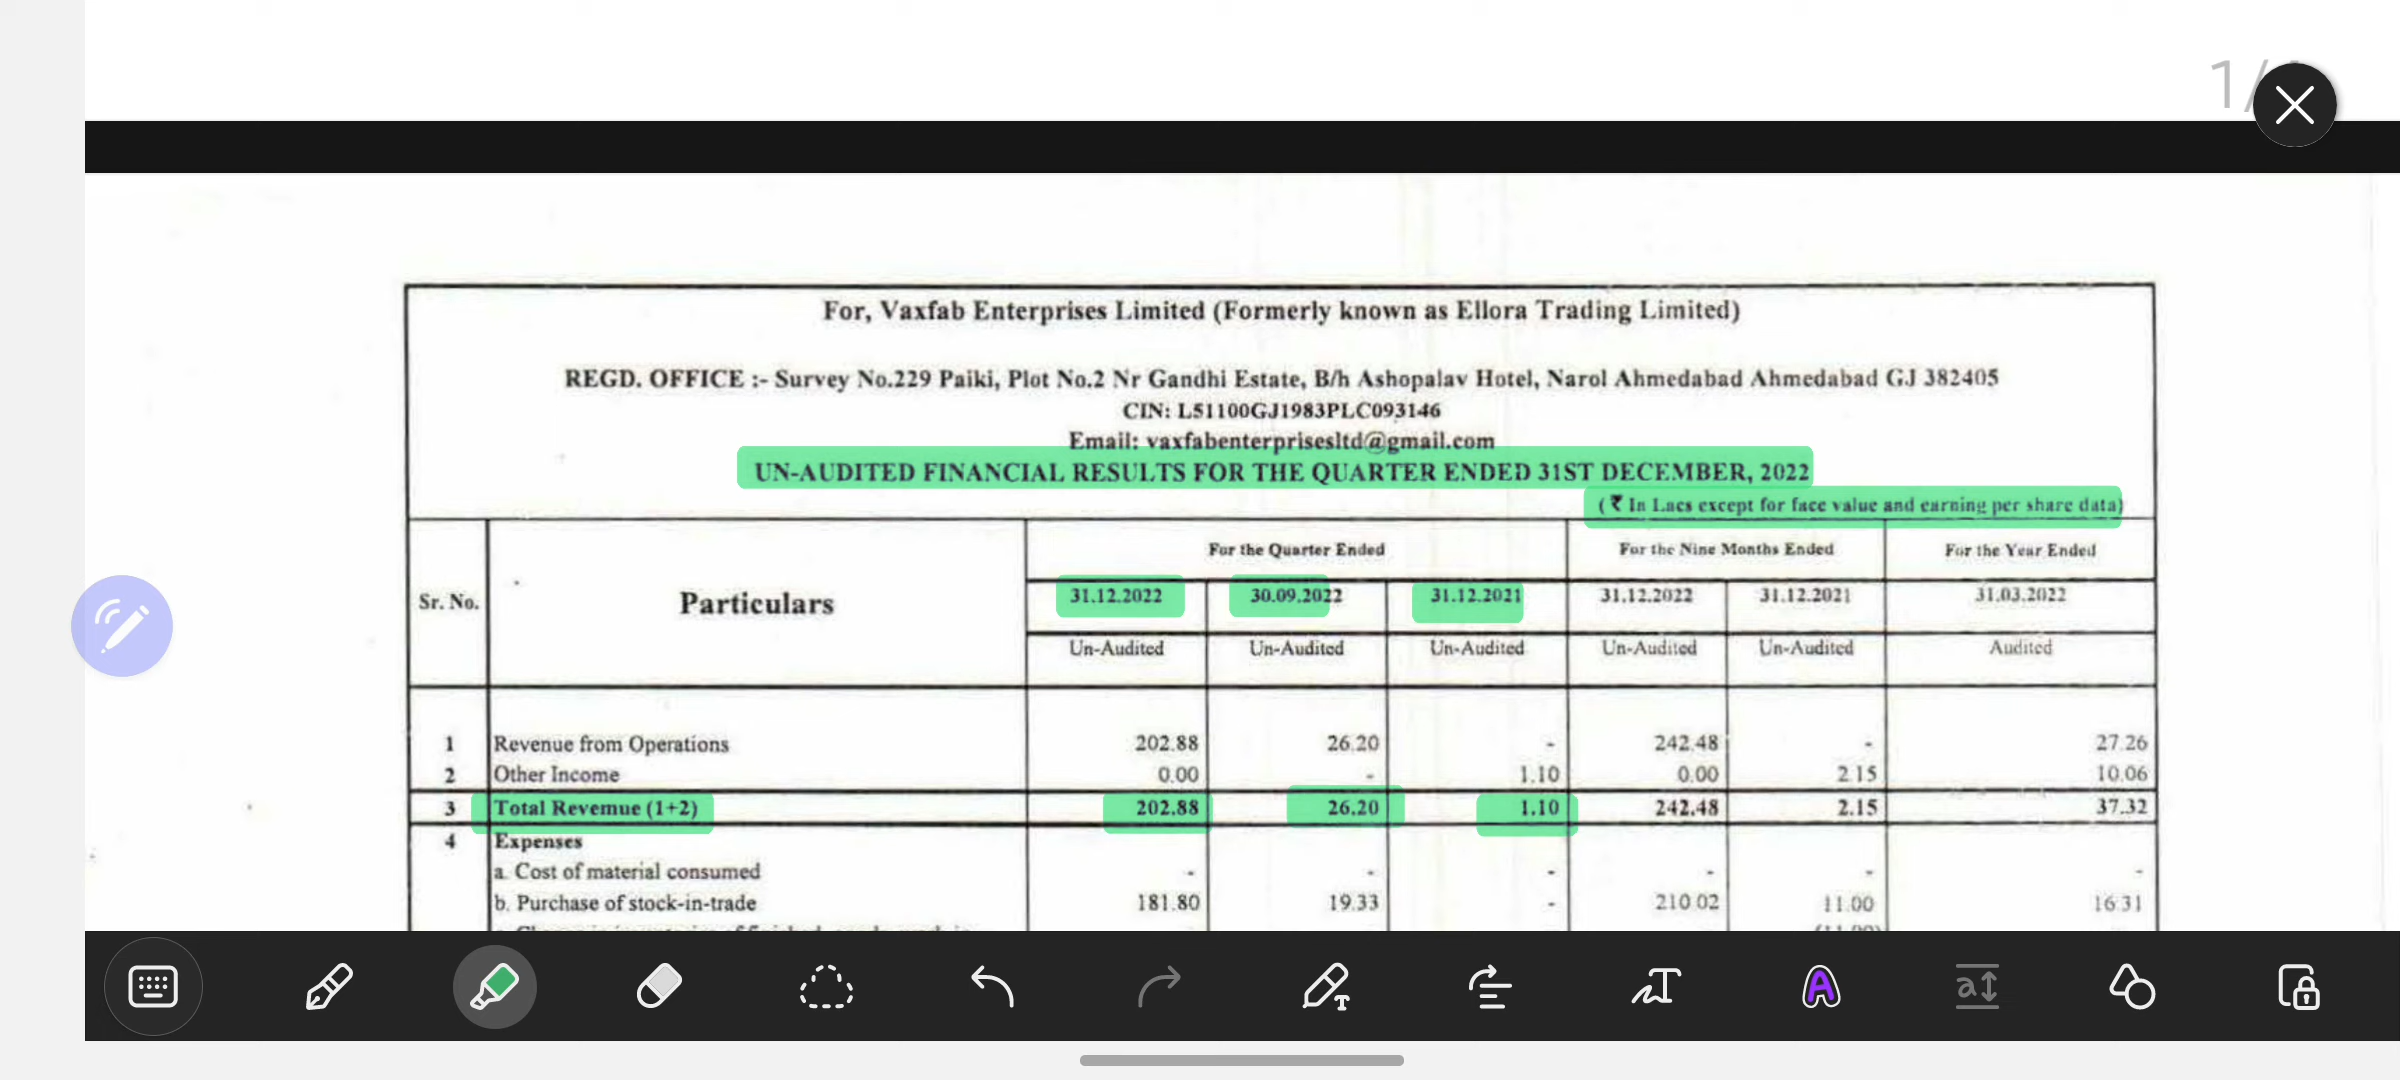 1/
For, Vaxfab Enterprises Limited (Formerly known as Ellora Trading Limited)
REGD. OFFICE :- Survey No.229 Paiki, Plot No.2 Nr Gandhi Estate, B/h Ashopalav Hotel, Narol Ahmedabad Ahmedabad GJ 382405
CIN: L51100GJ1983PLC093146
Email: vaxfabenterprisesltd@gmail.com
UN-AUDITED FINANCIAL RESULTS FOR THE QUARTER ENDED 31ST DECEMBER, 2022
(₹ In Lacs except for face value and earning per share data)
Sr. No. Particulars For the Quarter Ended For the Nine Months Ended For the Year Ended
31.12.2022 30.09.2022 31.12.2021 31.12.2022 31.12.2021 31.03.2022
Un-Audited Un-Audited Un-Audited Un-Audited Un-Audited Audited
1 Revenue from Operations 202.88 26.20 - 242.48 - 27.26
2 Other Income 0.00 - 1.10 0.00 2.15 10.06
3 Total Revemue (1+2) 202.88 26.20 1.10 242.48 2.15 37.32
4 Expenses
a. Cost of material consumed - - - - - -
b. Purchase of stock-in-trade 181.80 19.33 - 210.02 11.00 16.31